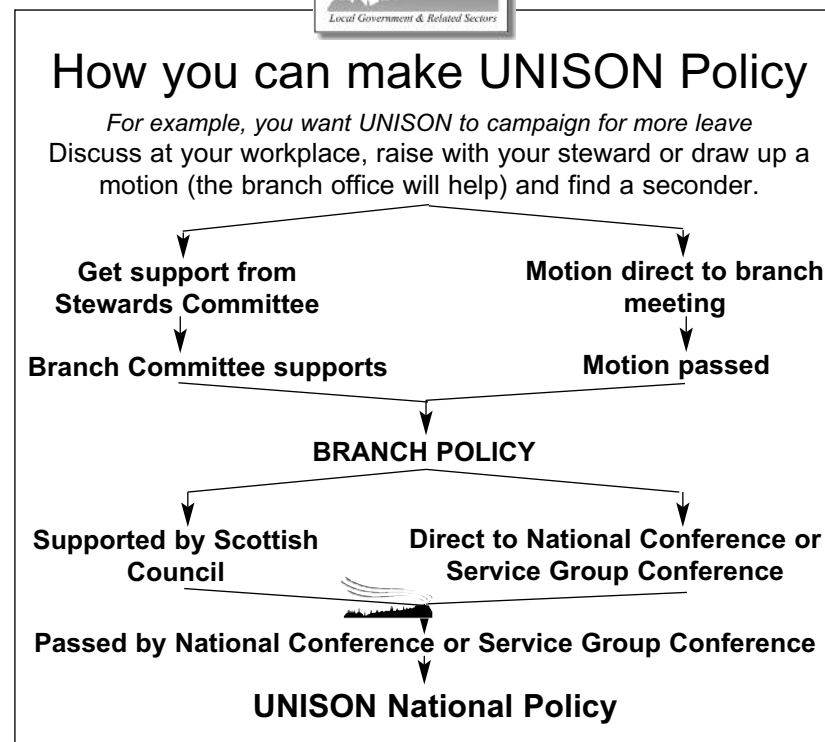 Local Government & Related Sectors
How you can make UNISON Policy
For example, you want UNISON to campaign for more leave
Discuss at your workplace, raise with your steward or draw up a
motion (the branch office will help) and find a seconder.
Get support from
Stewards Committee
Motion direct to branch
meeting
Branch Committee supports
Motion passed
BRANCH POLICY
Supported by Scottish
Council
Direct to National Conference or
Service Group Conference
Passed by National Conference or Service Group Conference
UNISON National Policy